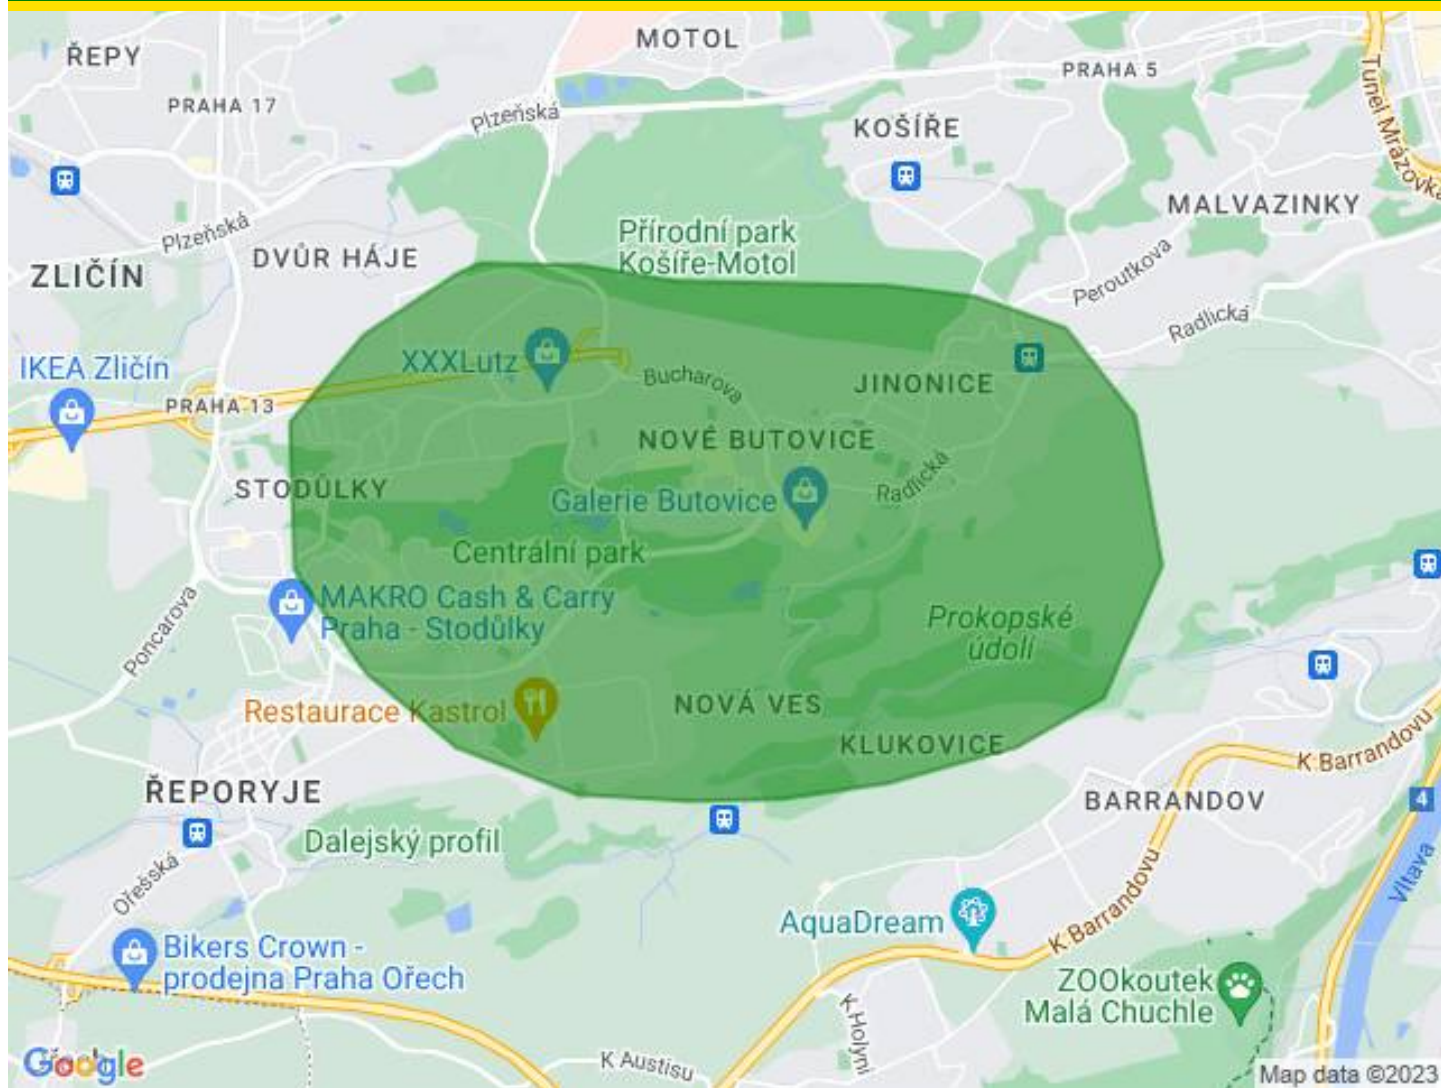 MOTOL
ŘEPY
PRAHA 5
PRAHA 17
Plzeňská
KOŠÍŘE
Tunel Mrázovka
MALVAZINKY
Plzeňská
Přírodní park
Košíře-Motol
DVŮR HÁJE
ZLIČÍN
Peroutkova
Radlická
XXXLutz
IKEA Zličín
Bucharova
JINONICE
PRAHA 13
NOVÉ BUTOVICE
STODŮLKY
Galerie Butovice
Radlická
Centrální park
MAKRO Cash & Carry
Praha - Stodůlky
Poncarova
Prokopské
údolí
Restaurace Kastrol
NOVÁ VES
KLUKOVICE
K Barrandovu
ŘEPORYJE
BARRANDOV
4
Dalejský profil
Vltava
Ořešská
AquaDream
K Barrandovu
Bikers Crown -
prodejna Praha Ořech
ZOOkoutek
Malá Chuchle
K Holyni
K Austisu
Google
Map data ©2023